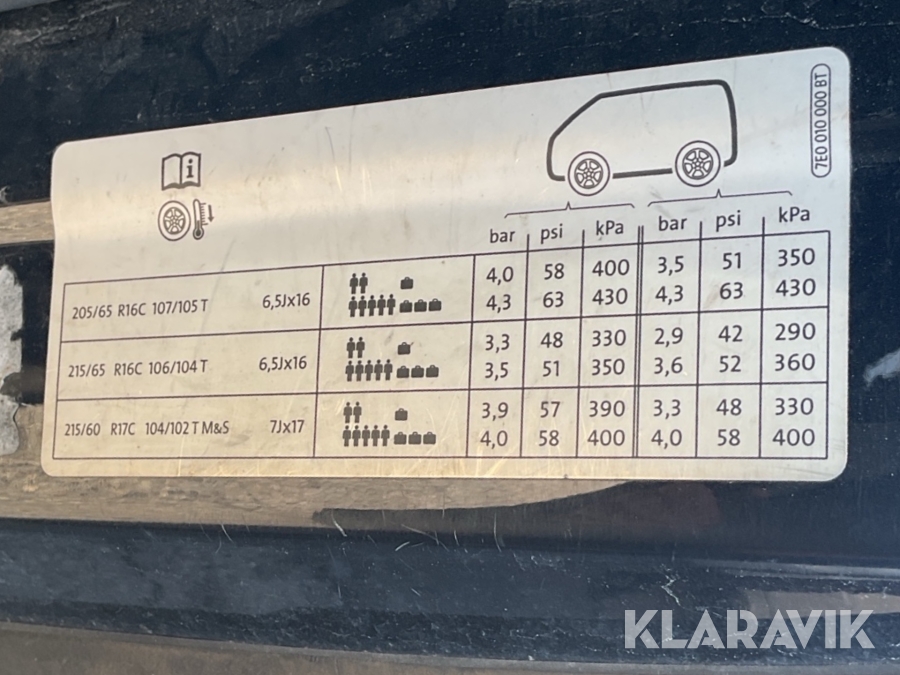 7E0 010 000 BT
i
bar psi kPa bar psi kPa
205/65 R16C 107/105 T 6,5Jx16 4,0 58 400 3,5 51 350
4,3 63 430 4,3 63 430
215/65 R16C 106/104 T 6,5Jx16 3,3 48 330 2,9 42 290
3,5 51 350 3,6 52 360
215/60 R17C 104/102 T M&S 7Jx17 3,9 57 390 3,3 48 330
4,0 58 400 4,0 58 400
KLARAVIK